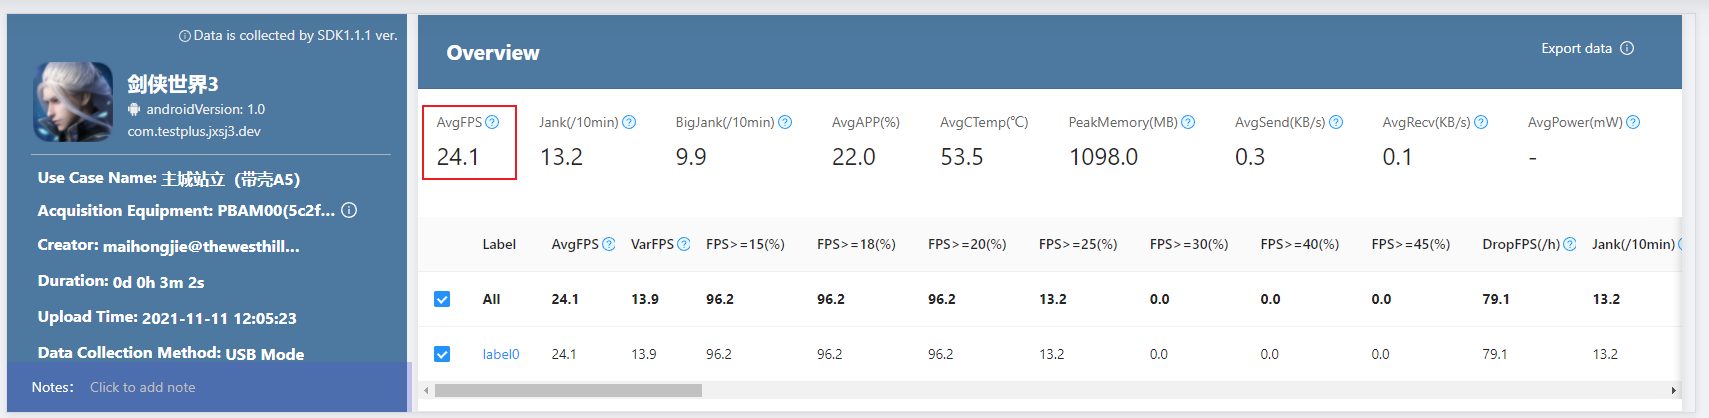 Data is collected by SDK1.1.1 ver.
剑侠世界3
androidVersion: 1.0
com.testplus.jxsj3.dev
Use Case Name: 主城站立（带壳A5）
Acquisition Equipment: PBAM00(5c2f...
Creator: maihongjie@thewesthill...
Duration: 0d 0h 3m 2s
Upload Time: 2021-11-11 12:05:23
Data Collection Method: USB Mode
Notes: Click to add note
Overview
Export data
AvgFPS Jank(/10min) BigJank(/10min) AvgAPP(%) AvgCTemp(℃) PeakMemory(MB) AvgSend(KB/s) AvgRecv(KB/s) AvgPower(mW)
24.1 13.2 9.9 22.0 53.5 1098.0 0.3 0.1 -
Label AvgFPS VarFPS FPS>=15(%) FPS>=18(%) FPS>=20(%) FPS>=25(%) FPS>=30(%) FPS>=40(%) FPS>=45(%) DropFPS(/h) Jank(/10min)
All 24.1 13.9 96.2 96.2 96.2 13.2 0.0 0.0 0.0 79.1 13.2
label0 24.1 13.9 96.2 96.2 96.2 13.2 0.0 0.0 0.0 79.1 13.2